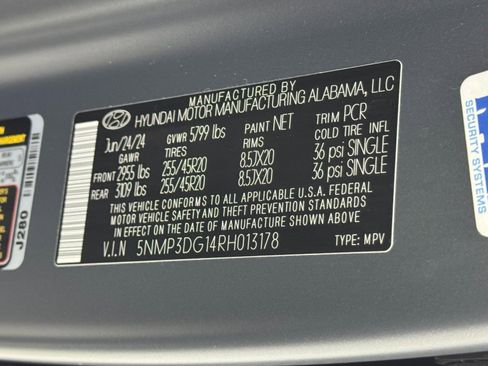 MANUFACTURED BY
HYUNDAI MOTOR MANUFACTURING ALABAMA, LLC
Jun/24/24 GVWR 5799 lbs PAINT NET TRIM PCR
GAWR TIRES RIMS COLD TIRE INFL.
FRONT 2955 lbs 255/45R20 8.5JX20 36 psi SINGLE
REAR 3109 lbs 255/45R20 8.5JX20 36 psi SINGLE
THIS VEHICLE CONFORMS TO ALL APPLICABLE U.S.A. FEDERAL
MOTOR VEHICLE SAFETY AND THEFT PREVENTION STANDARDS
IN EFFECT ON THE DATE OF MANUFACTURE SHOWN ABOVE.
V.I.N 5NMP3DG14RH013178 TYPE: MPV
J280
SECURITY SYSTEMS